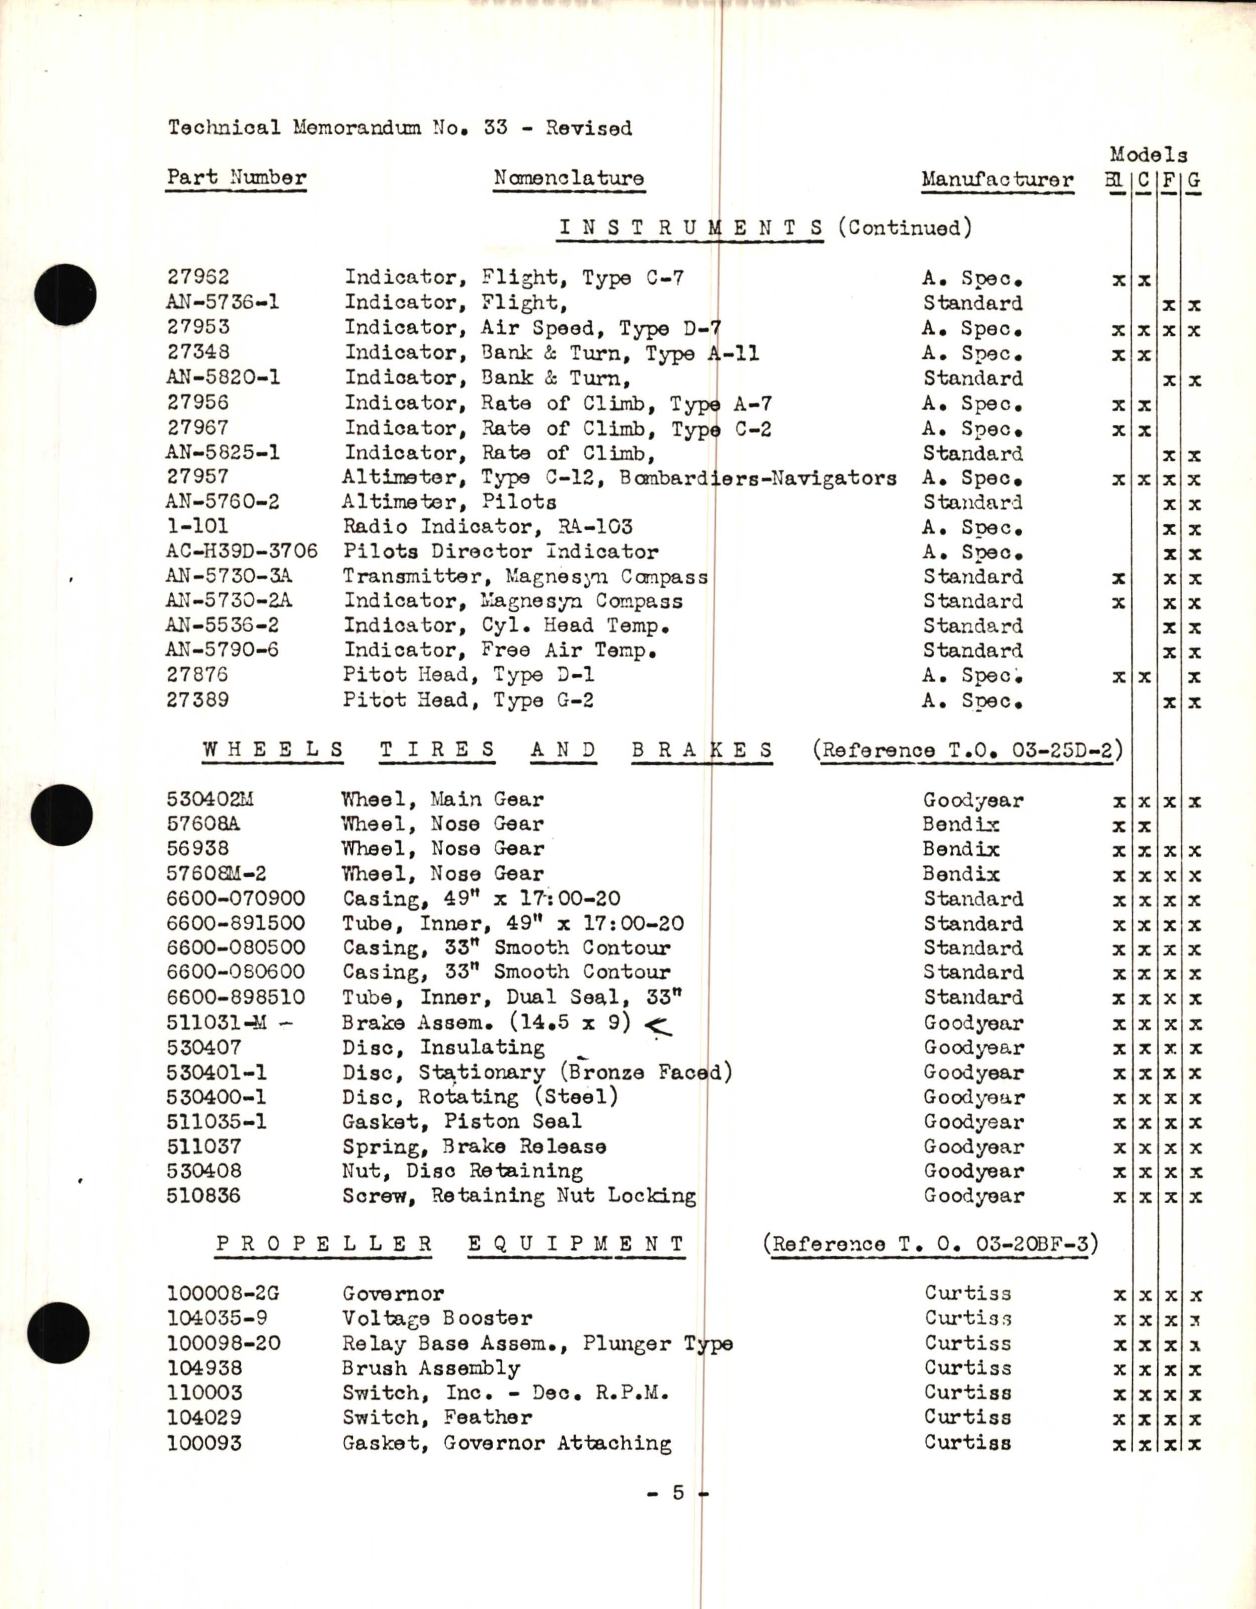 Technical Memorandum No. 33 - Revised
Models
Part Number Nomenclature Manufacturer B1 C F G
I N S T R U M E N T S (Continued)
27962 Indicator, Flight, Type C-7 A. Spec. x x
AN-5736-1 Indicator, Flight, Standard x x
27953 Indicator, Air Speed, Type D-7 A. Spec. x x x x
27348 Indicator, Bank & Turn, Type A-11 A. Spec. x x
AN-5820-1 Indicator, Bank & Turn, Standard x x
27956 Indicator, Rate of Climb, Type A-7 A. Spec. x x
27967 Indicator, Rate of Climb, Type C-2 A. Spec. x x
AN-5825-1 Indicator, Rate of Climb, Standard x x
27957 Altimeter, Type C-12, Bombardiers-Navigators A. Spec. x x x x
AN-5760-2 Altimeter, Pilots Standard x x
1-101 Radio Indicator, RA-103 A. Spec. x x
AC-H39D-3706 Pilots Director Indicator A. Spec. x x
AN-5730-3A Transmitter, Magnesyn Compass Standard x x x
AN-5730-2A Indicator, Magnesyn Compass Standard x x x
AN-5536-2 Indicator, Cyl. Head Temp. Standard x x
AN-5790-6 Indicator, Free Air Temp. Standard x x
27876 Pitot Head, Type D-1 A. Spec. x x x
27389 Pitot Head, Type G-2 A. Spec. x x
W H E E L S T I R E S A N D B R A K E S (Reference T.O. 03-25D-2)
530402M Wheel, Main Gear Goodyear x x x x
57608A Wheel, Nose Gear Bendix x x
56938 Wheel, Nose Gear Bendix x x x x
57608M-2 Wheel, Nose Gear Bendix x x x x
6600-070900 Casing, 49" x 17:00-20 Standard x x x x
6600-891500 Tube, Inner, 49" x 17:00-20 Standard x x x x
6600-080500 Casing, 33" Smooth Contour Standard x x x x
6600-080600 Casing, 33" Smooth Contour Standard x x x x
6600-898510 Tube, Inner, Dual Seal, 33" Standard x x x x
511031-M - Brake Assem. (14.5 x 9) < Goodyear x x x x
530407 Disc, Insulating Goodyear x x x x
530401-1 Disc, Stationary (Bronze Faced) Goodyear x x x x
530400-1 Disc, Rotating (Steel) Goodyear x x x x
511035-1 Gasket, Piston Seal Goodyear x x x x
511037 Spring, Brake Release Goodyear x x x x
530408 Nut, Disc Retaining Goodyear x x x x
510836 Screw, Retaining Nut Locking Goodyear x x x x
P R O P E L L E R E Q U I P M E N T (Reference T. O. 03-20BF-3)
100008-2G Governor Curtiss x x x x
104035-9 Voltage Booster Curtiss x x x x
100098-20 Relay Base Assem., Plunger Type Curtiss x x x x
104938 Brush Assembly Curtiss x x x x
110003 Switch, Inc. - Dec. R.P.M. Curtiss x x x x
104029 Switch, Feather Curtiss x x x x
100093 Gasket, Governor Attaching Curtiss x x x x
- 5 -